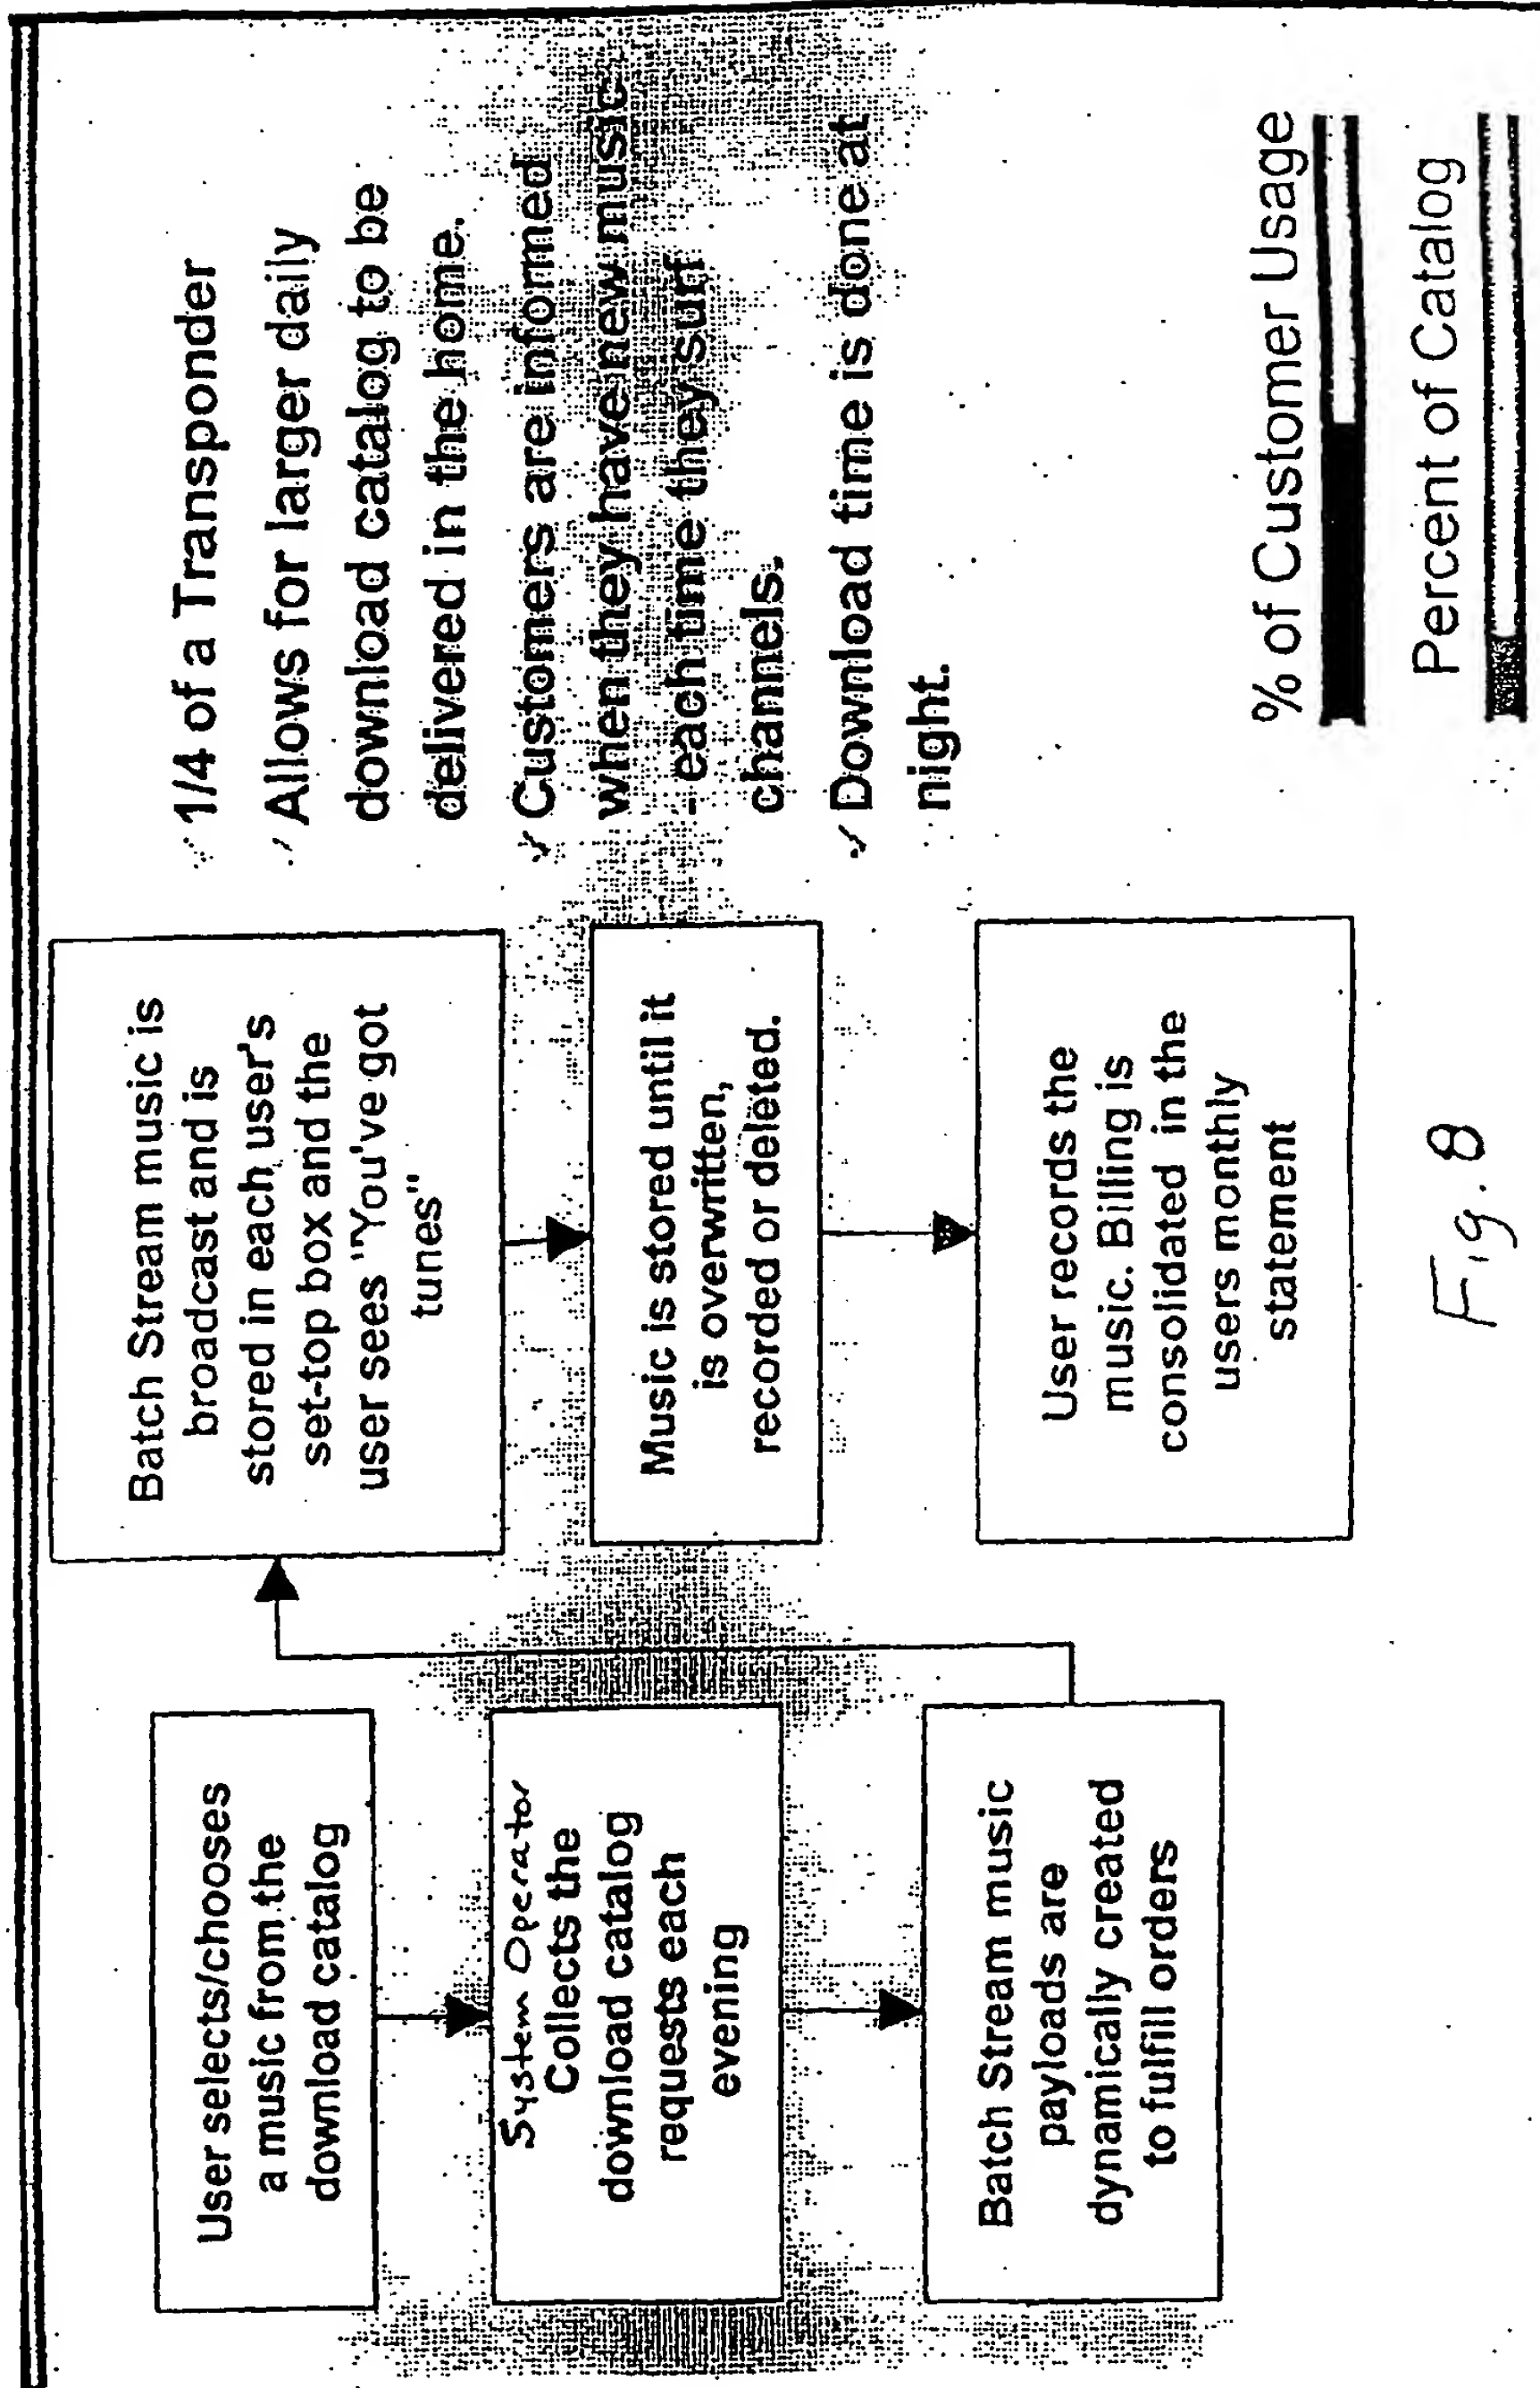 User selects/chooses
a music from the
download catalog
System Operator
Collects the
download catalog
requests each
evening
Batch Stream music
payloads are
dynamically created
to fulfill orders
Batch Stream music is
broadcast and is
stored in each user's
set-top box and the
user sees "You've got
tunes"
Music is stored until it
is overwritten,
recorded or deleted.
User records the
music. Billing is
consolidated in the
users monthly
statement
✓ 1/4 of a Transponder
✓ Allows for larger daily
download catalog to be
delivered in the home.
✓ Customers are informed
when they have new music
- each time they surf
channels.
✓ Download time is done at
night.
% of Customer Usage
Percent of Catalog
Fig. 8